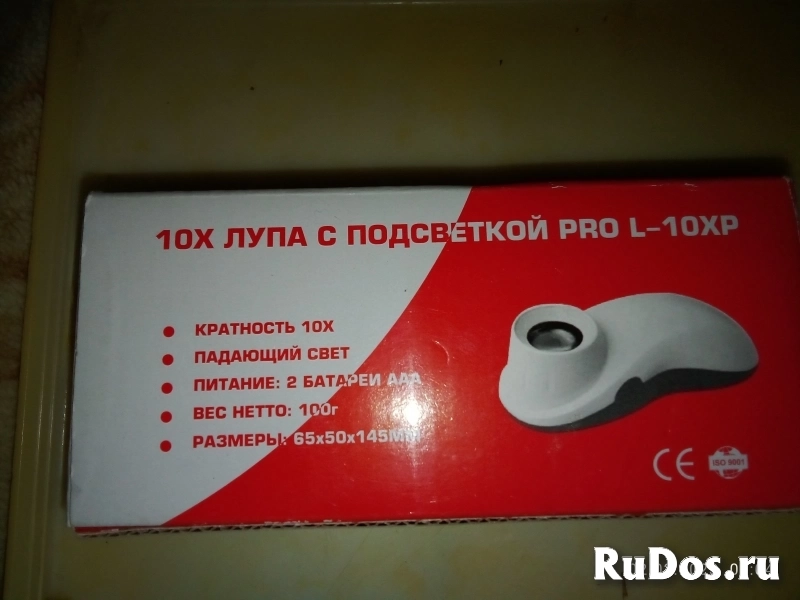 10X ЛУПА С ПОДСВЕТКОЙ PRO L-10XP
КРАТНОСТЬ 10X
ПАДАЮЩИЙ СВЕТ
ПИТАНИЕ: 2 БАТАРЕИ AAA
ВЕС НЕТТО: 100г
РАЗМЕРЫ: 65x50x145мм
CE ISO 9001
RuDos.ru